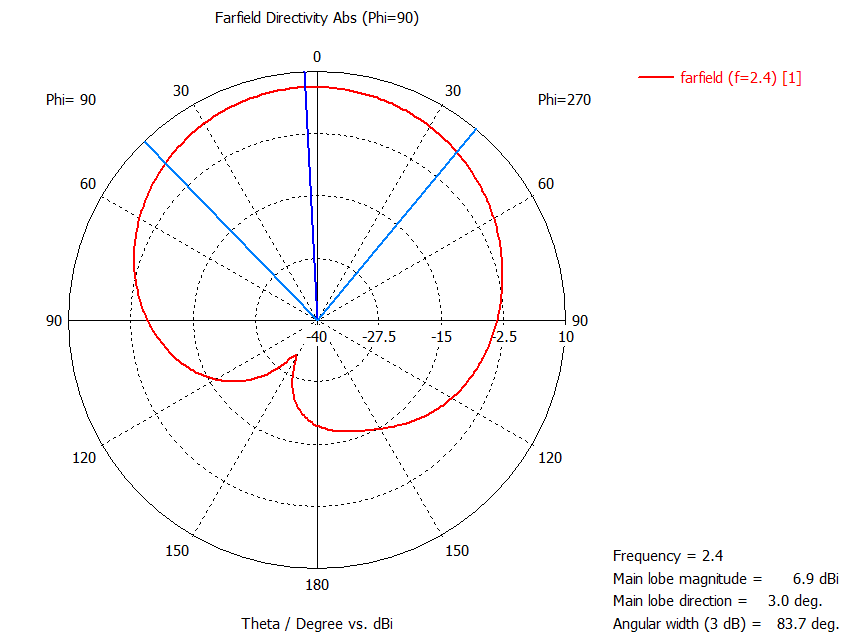 Farfield Directivity Abs (Phi=90)
0
30
30
farfield (f=2.4) [1]
Phi= 90
Phi=270
60
60
90
90
-40
-27.5
-15
-2.5
10
120
120
150
150
180
Frequency = 2.4
Main lobe magnitude = 6.9 dBi
Main lobe direction = 3.0 deg.
Theta / Degree vs. dBi
Angular width (3 dB) = 83.7 deg.